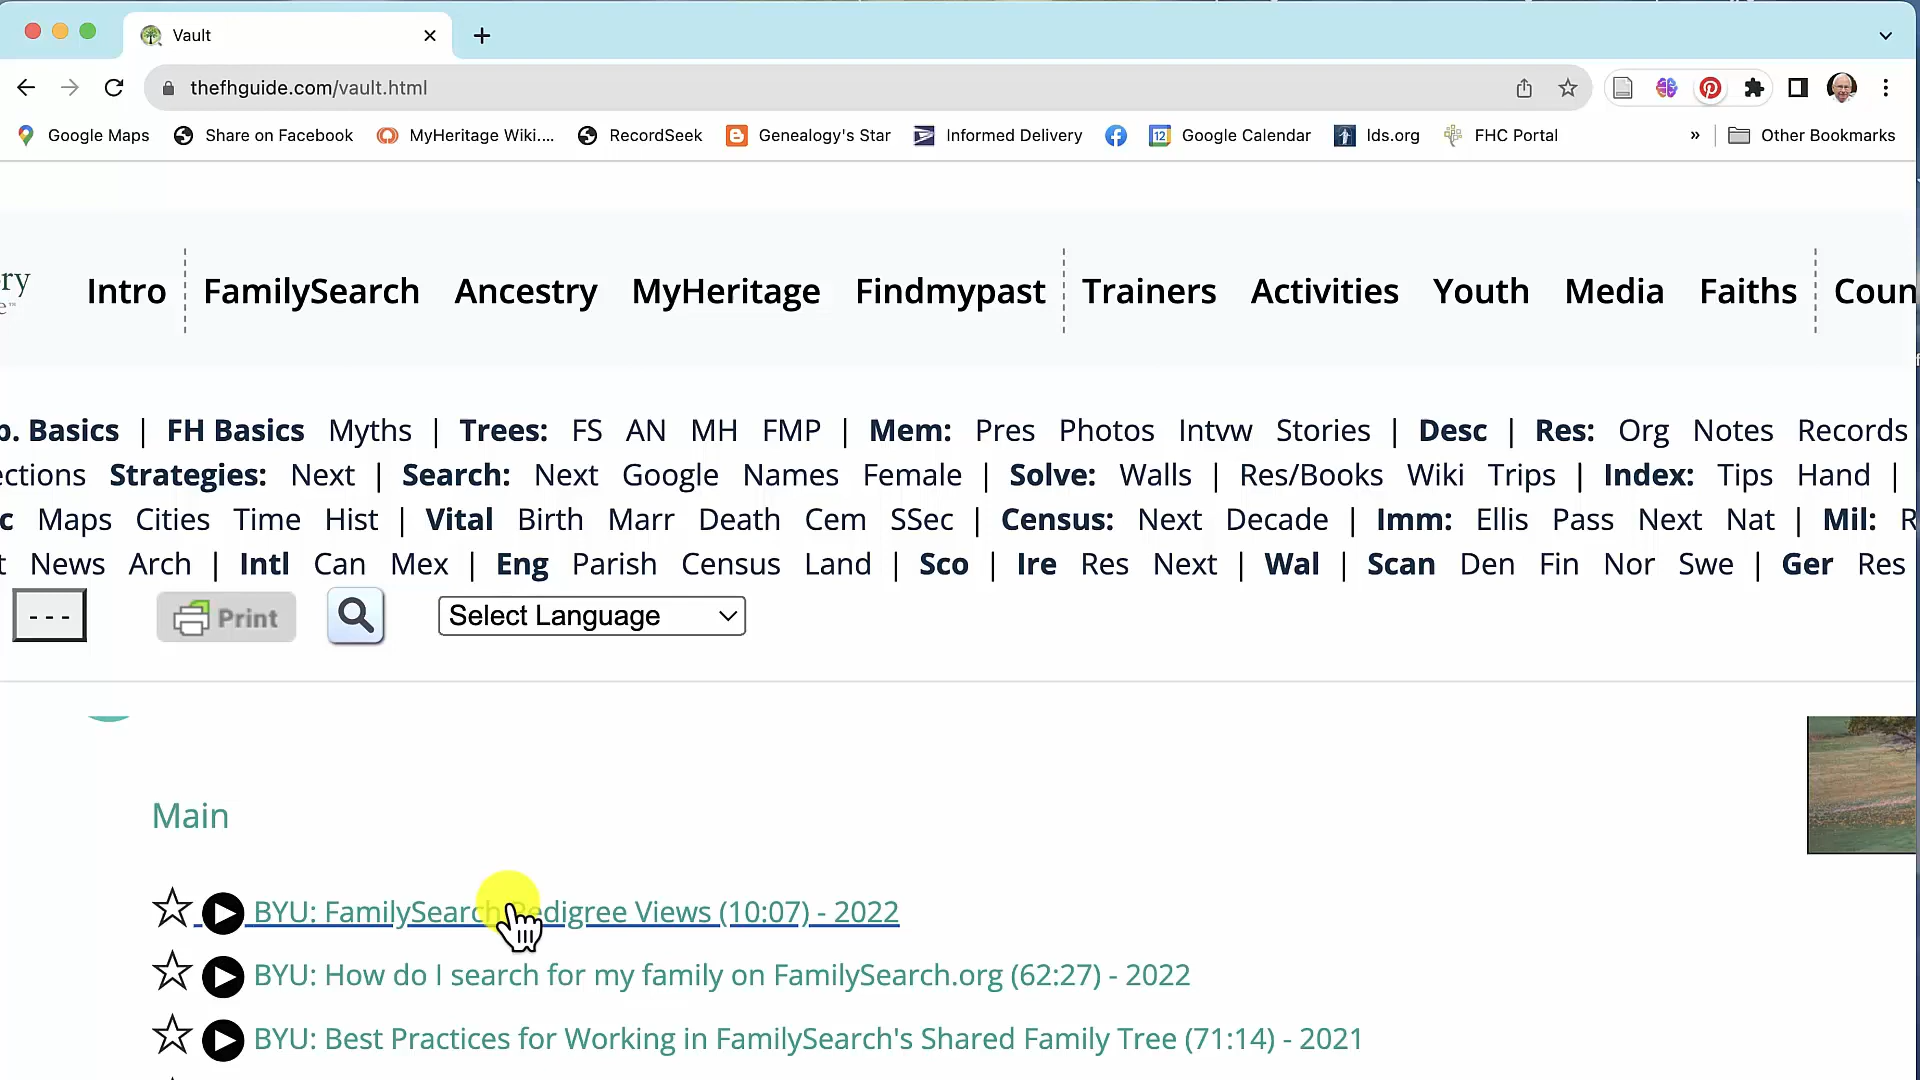 Vault
thefhguide.com/vault.html
Google Maps Share on Facebook MyHeritage Wiki.... RecordSeek Genealogy's Star Informed Delivery 12 Google Calendar lds.org FHC Portal » Other Bookmarks
ry Intro FamilySearch Ancestry MyHeritage Findmypast Trainers Activities Youth Media Faiths Coun
p. Basics | FH Basics Myths | Trees: FS AN MH FMP | Mem: Pres Photos Intvw Stories | Desc | Res: Org Notes Records
ections Strategies: Next | Search: Next Google Names Female | Solve: Walls | Res/Books Wiki Trips | Index: Tips Hand |
c Maps Cities Time Hist | Vital Birth Marr Death Cem SSec | Census: Next Decade | Imm: Ellis Pass Next Nat | Mil: R
t News Arch | Intl Can Mex | Eng Parish Census Land | Sco | Ire Res Next | Wal | Scan Den Fin Nor Swe | Ger Res
--- Print Select Language
Main
BYU: FamilySearch Pedigree Views (10:07) - 2022
BYU: How do I search for my family on FamilySearch.org (62:27) - 2022
BYU: Best Practices for Working in FamilySearch's Shared Family Tree (71:14) - 2021